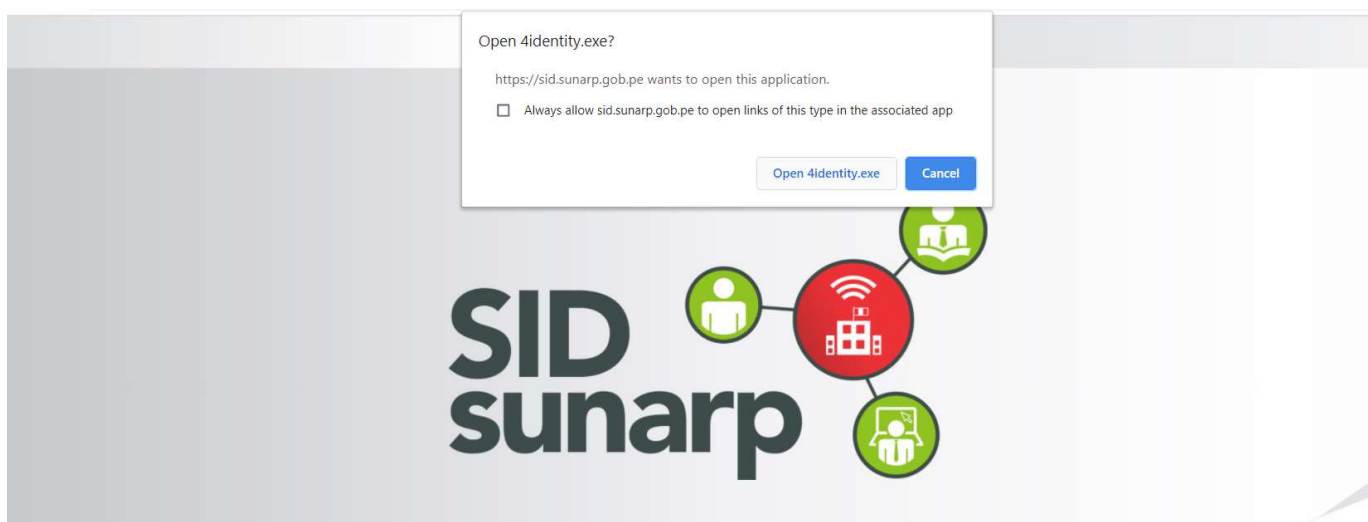 Open 4identity.exe?
https://sid.sunarp.gob.pe wants to open this application.
Always allow sid.sunarp.gob.pe to open links of this type in the associated app
Open 4identity.exe
Cancel
SID
sunarp